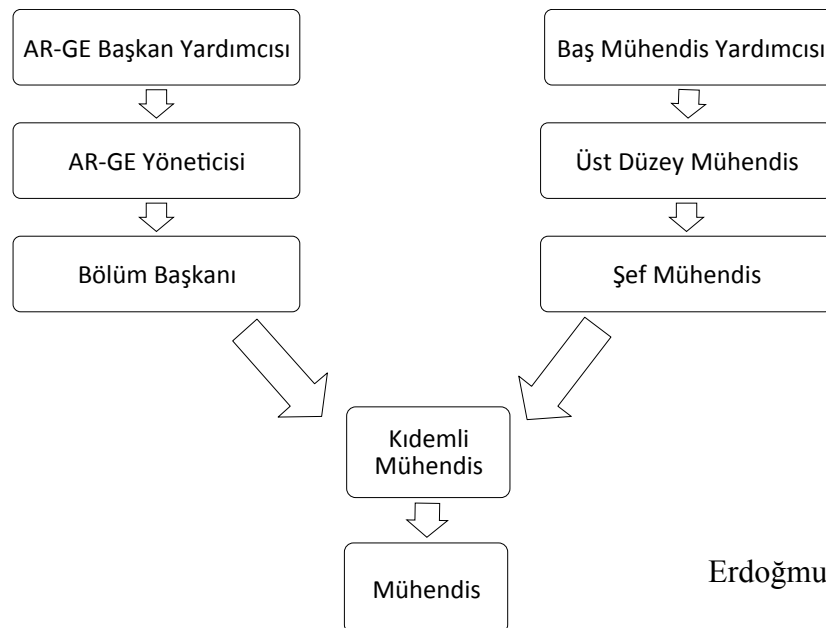 AR-GE Başkan Yardımcısı
AR-GE Yöneticisi
Bölüm Başkanı
Baş Mühendis Yardımcısı
Üst Düzey Mühendis
Şef Mühendis
Kıdemli
Mühendis
Mühendis
Erdoğmu